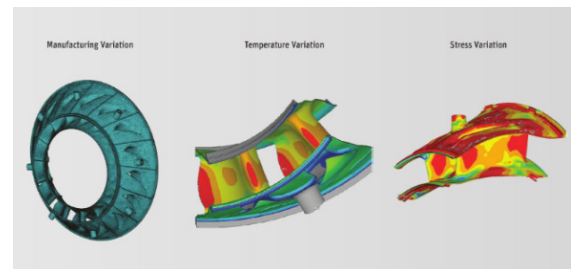 Manufacturing Variation
Temperature Variation
Stress Variation